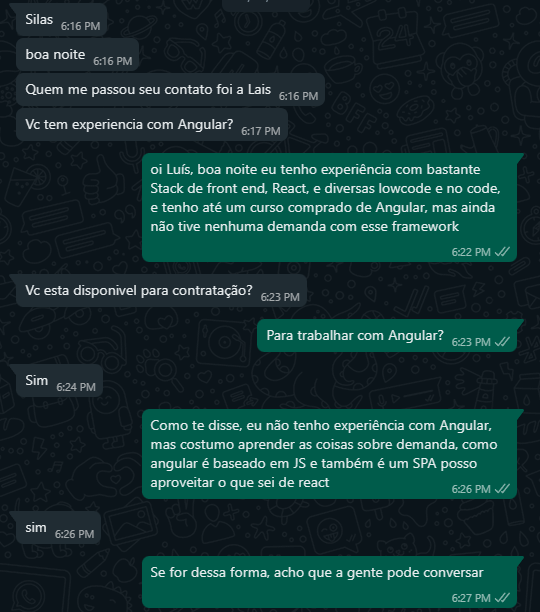 Silas
6:16 PM
boa noite
6:16 PM
Quem me passou seu contato foi a Lais
6:16 PM
Vc tem experiencia com Angular?
6:17 PM
oi Luís, boa noite eu tenho experiência com bastante
Stack de front end, React, e diversas lowcode e no code,
e tenho até um curso comprado de Angular, mas ainda
não tive nenhuma demanda com esse framework
6:22 PM
Vc esta disponivel para contratação?
6:23 PM
Para trabalhar com Angular?
6:23 PM
Sim
6:24 PM
Como te disse, eu não tenho experiência com Angular,
mas costumo aprender as coisas sobre demanda, como
angular é baseado em JS e também é um SPA posso
aproveitar o que sei de react
6:26 PM
sim
6:26 PM
Se for dessa forma, acho que a gente pode conversar
6:27 PM